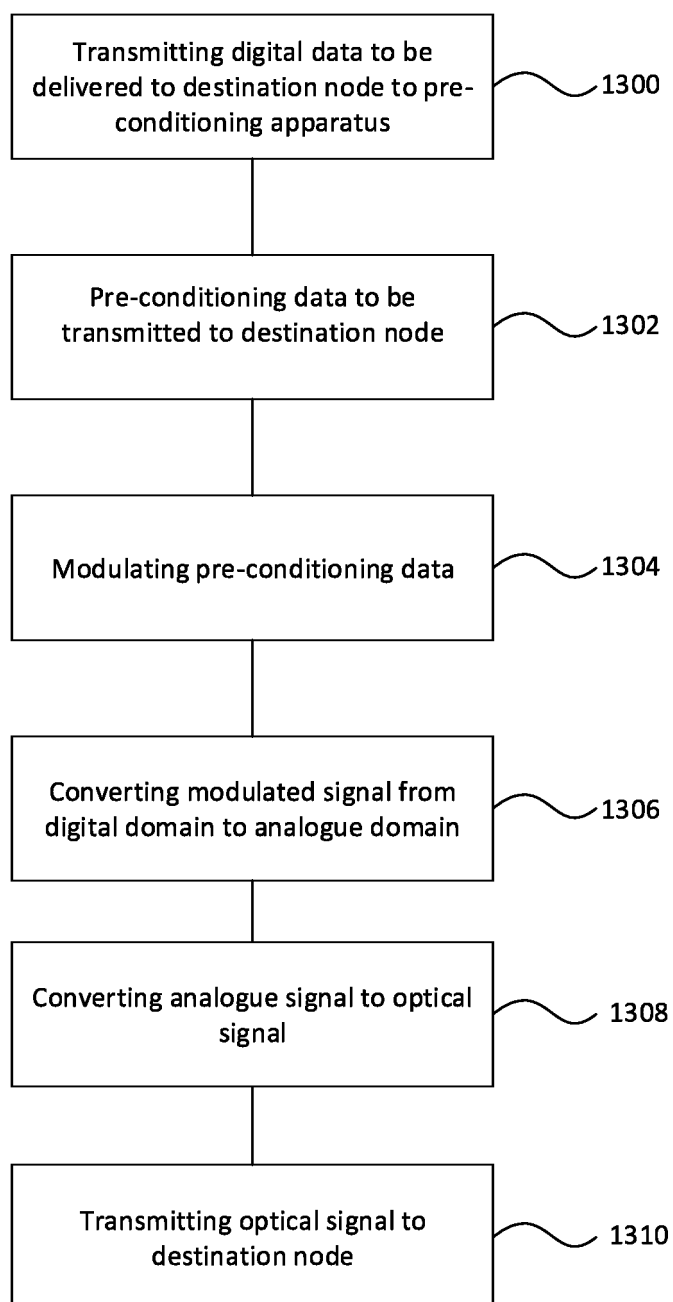 Transmitting digital data to be
delivered to destination node to pre-
conditioning apparatus
1300
Pre-conditioning data to be
transmitted to destination node
1302
Modulating pre-conditioning data
1304
Converting modulated signal from
digital domain to analogue domain
1306
Converting analogue signal to optical
signal
1308
Transmitting optical signal to
destination node
1310